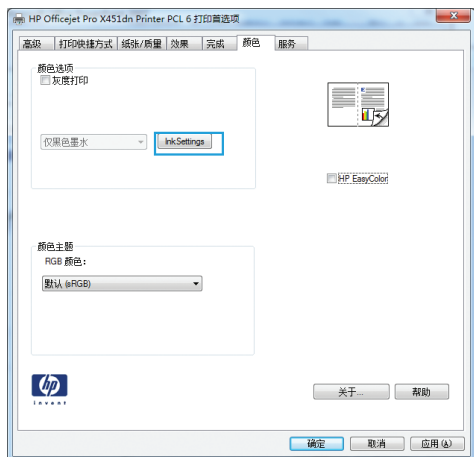 HP Officejet Pro X451dn Printer PCL 6 打印首选项
高级 打印快捷方式 纸张/质量 效果 完成 颜色 服务
颜色选项
灰度打印
仅黑色墨水 Ink Settings
HP EasyColor
颜色主题
RGB 颜色：
默认 (sRGB)
hp
invent
关于... 帮助
确定 取消 应用(A)